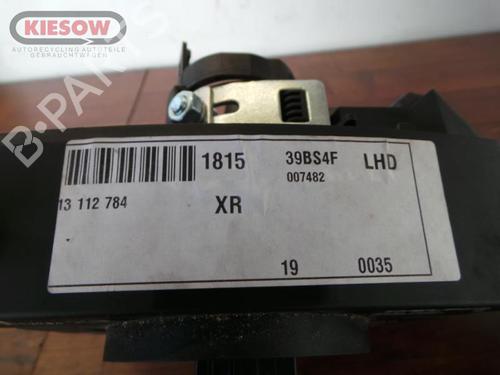 KIESOW
AUTORECYCLING AUTOTEILE
GEBRAUCHTWAGEN
B-PARTS
1815 39BS4F LHD
007482
13 112 784
XR
19 0035